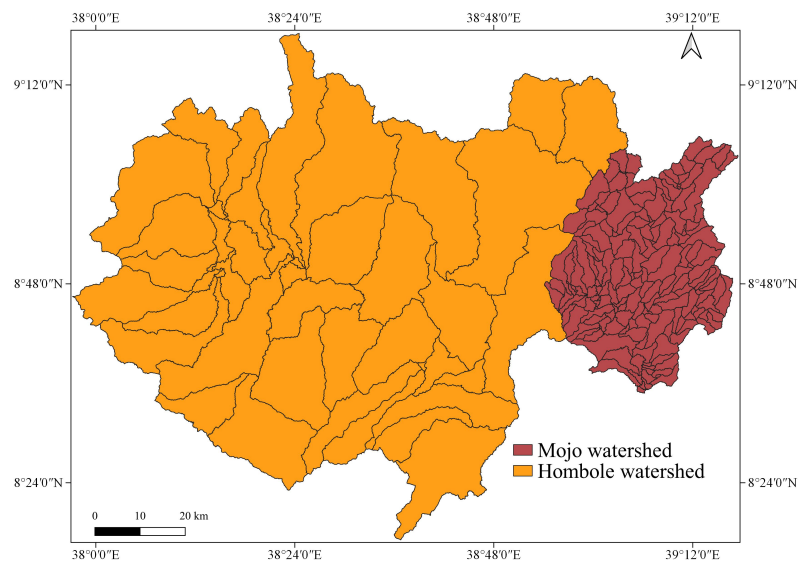 38°0′0″E 38°24′0″E 38°48′0″E 39°12′0″E
9°12′0″N 9°12′0″N
8°48′0″N 8°48′0″N
Mojo watershed
Hombole watershed
8°24′0″N 8°24′0″N
0 10 20 km
38°0′0″E 38°24′0″E 38°48′0″E 39°12′0″E